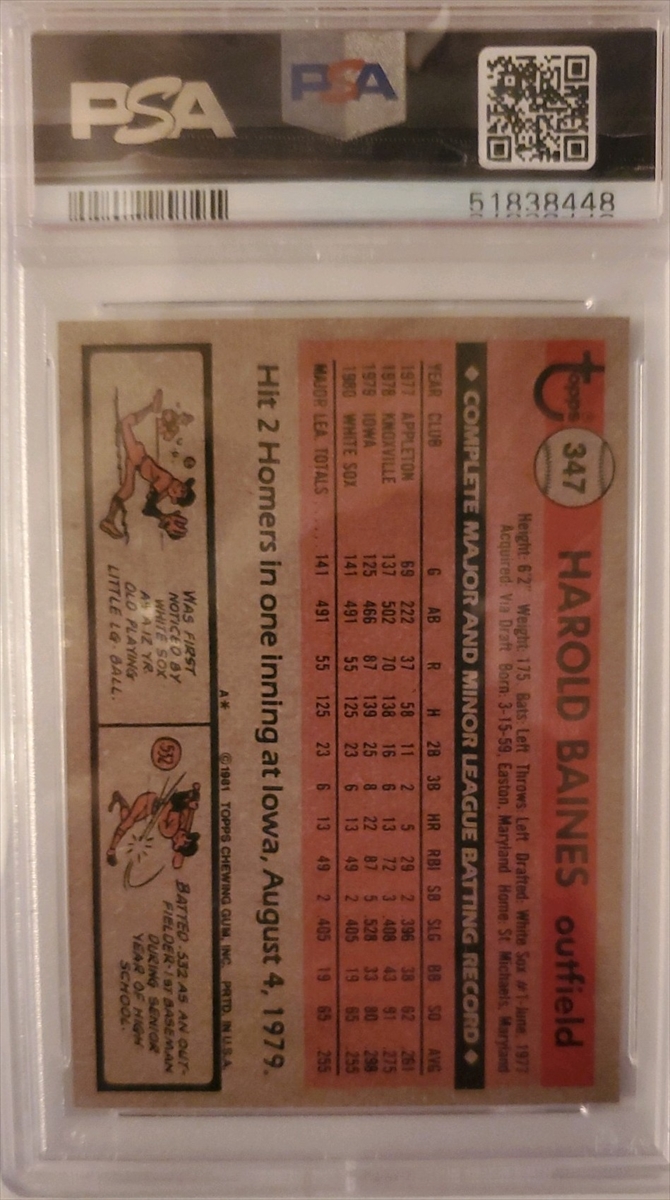 PSA
PSA
51838448
topps
347
HAROLD BAINES outfield
Height: 6'2" Weight: 175 Bats: Left Throws: Left Drafted: White Sox #1-June 1977
Acquired: Via Draft Born: 3-15-59, Easton, Maryland Home: St. Michaels, Maryland
◆ COMPLETE MAJOR AND MINOR LEAGUE BATTING RECORD ◆
YEAR CLUB G AB R H 2B 3B HR RBI SB SLG BB SO AVG
1977 APPLETON 69 222 37 58 11 2 5 29 2 396 38 62 .261
1978 KNOXVILLE 137 502 70 138 16 6 13 72 3 .408 43 91 .275
1979 IOWA 125 466 87 139 25 8 22 87 5 .528 33 80 .298
1980 WHITE SOX 141 491 55 125 23 6 13 49 2 .405 19 65 .255
MAJOR LEA. TOTALS .... 141 491 55 125 23 6 13 49 2 .405 19 65 .255
Hit 2 Homers in one inning at Iowa, August 4, 1979.
A* ©1981 TOPPS CHEWING GUM, INC. PRTD. IN U.S.A.
WAS FIRST
NOTICED BY
WHITE SOX
AS A 12 YR.
OLD PLAYING
LITTLE LG. BALL.
532
BATTED .532 AS AN OUT-
FIELDER-1ST BASEMAN
DURING SENIOR
YEAR OF HIGH
SCHOOL.